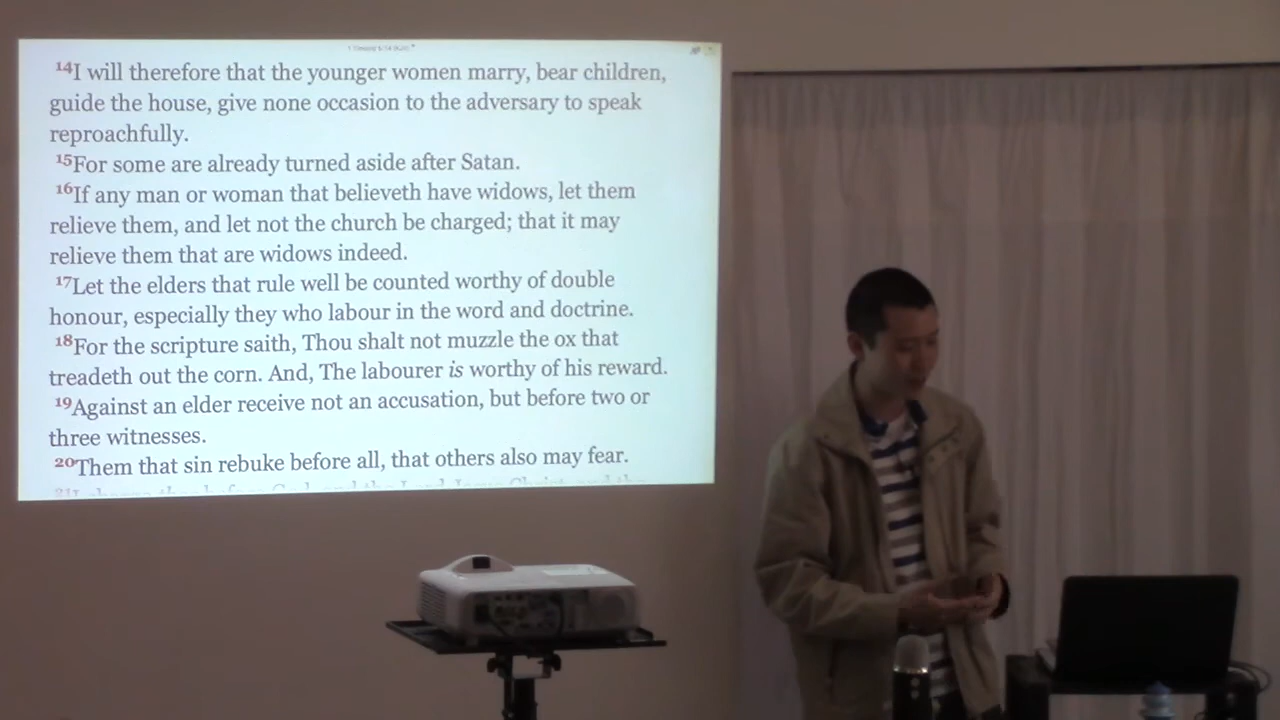 14I will therefore that the younger women marry, bear children,
guide the house, give none occasion to the adversary to speak
reproachfully.
15For some are already turned aside after Satan.
16If any man or woman that believeth have widows, let them
relieve them, and let not the church be charged; that it may
relieve them that are widows indeed.
17Let the elders that rule well be counted worthy of double
honour, especially they who labour in the word and doctrine.
18For the scripture saith, Thou shalt not muzzle the ox that
treadeth out the corn. And, The labourer is worthy of his reward.
19Against an elder receive not an accusation, but before two or
three witnesses.
20Them that sin rebuke before all, that others also may fear.